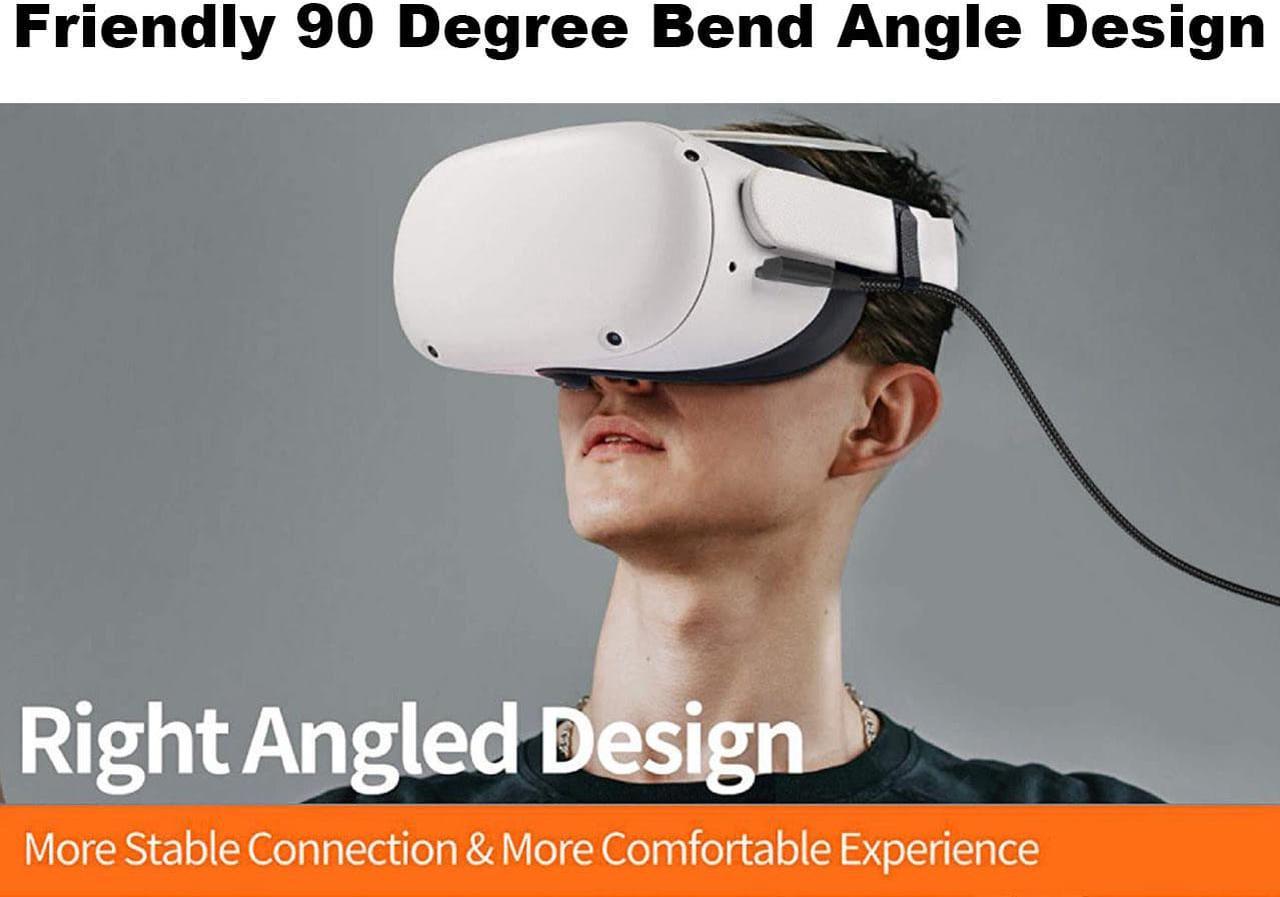 Friendly 90 Degree Bend Angle Design
Right Angled Design
More Stable Connection & More Comfortable Experience